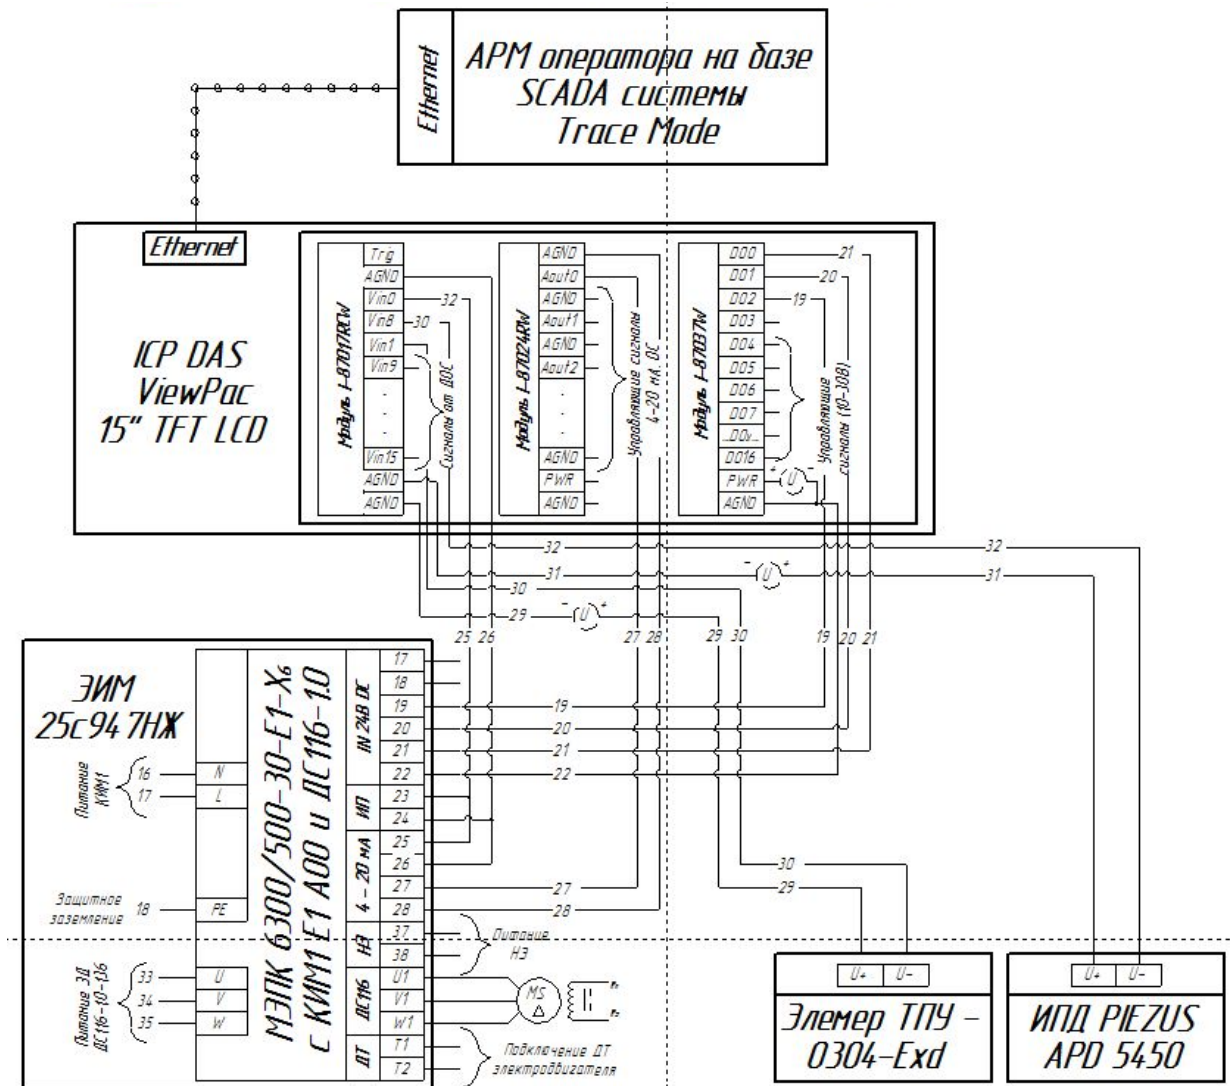 Ethernet
АРМ оператора на базе
SCADA системы
Trace Mode
Ethernet
ICP DAS
ViewPac
15" TFT LCD
Модуль I-87017RCW
Trig
AGND
Vin0
Vin8
Vin1
Vin9
Vin15
AGND
AGND
32
30
Сигналы от ДОС
Модуль I-87024RW
AGND
Aout0
AGND
Aout1
AGND
Aout2
AGND
PWR
AGND
Управляющие сигналы
4-20 мА, ОС
Модуль I-87037W
DO0
DO1
DO2
DO3
DO4
DO5
DO6
DO7
DO16
PWR
AGND
21
20
19
+ U -
Управляющие
сигналы (10-30В)
32
32
31
- U +
31
30
29
- U +
25
26
27
28
29
30
19
20
21
ЭИМ
25с947НЖ
Питание
КИМ1
16
N
17
L
Защитное
заземление
18
PE
Питание ЭД
ДС116-1.0-136
33
U
34
V
35
W
МЭПК 6300/500-30-Е1-Х6
с КИМ1 Е1 А00 и ДС116-1.0
IN 24В DC
17
18
19
20
21
22
ИП
23
24
4 - 20 мА
25
26
27
28
НЭ
37
38
ДС116
U1
V1
W1
ДТ
T1
T2
19
20
21
22
27
28
30
29
Питание
НЭ
MS
Подключение ДТ
электродвигателя
U+
U-
Элемер ТПУ -
0304-Exd
U+
U-
ИПД PIEZUS
APD 5450